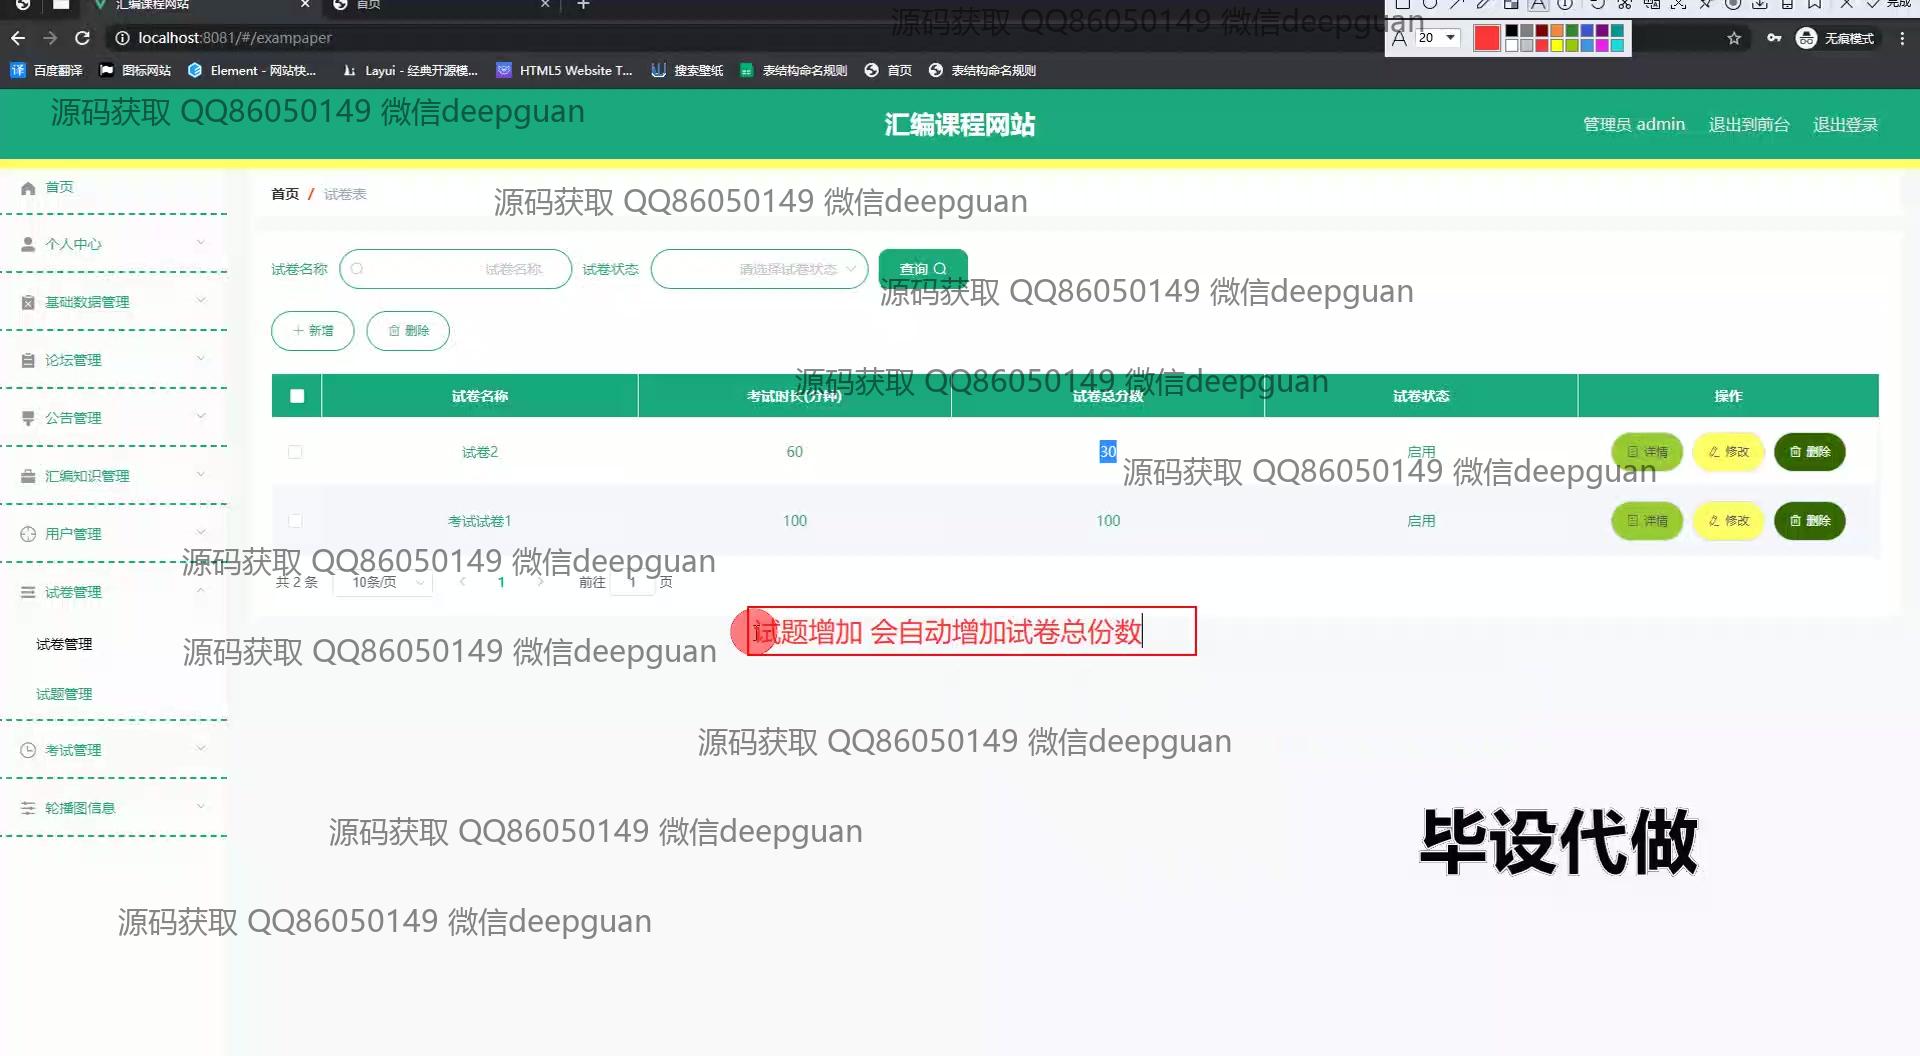 汇编课程网站
首页
完成
localhost:8081/#/exampaper
源码获取 QQ86050149 微信deepguan
A 20
无痕模式
百度翻译
图标网站
Element - 网站快...
Layui - 经典开源模...
HTML5 Website T...
搜索壁纸
表结构命名规则
首页
表结构命名规则
源码获取 QQ86050149 微信deepguan
汇编课程网站
管理员 admin
退出到前台
退出登录
首页
个人中心
基础数据管理
论坛管理
公告管理
汇编知识管理
用户管理
试卷管理
试卷管理
试题管理
考试管理
轮播图信息
首页 / 试卷表
源码获取 QQ86050149 微信deepguan
试卷名称 试卷名称 试卷状态 请选择试卷状态 查询
源码获取 QQ86050149 微信deepguan
新增 删除
源码获取 QQ86050149 微信deepguan
试卷名称 考试时长(分钟) 试卷总分数 试卷状态 操作
试卷2 60 30 启用 详情 修改 删除
源码获取 QQ86050149 微信deepguan
考试试卷1 100 100 启用 详情 修改 删除
源码获取 QQ86050149 微信deepguan
共 2 条 10条/页 1 前往 1 页
试题增加 会自动增加试卷总份数
源码获取 QQ86050149 微信deepguan
源码获取 QQ86050149 微信deepguan
源码获取 QQ86050149 微信deepguan
毕设代做
源码获取 QQ86050149 微信deepguan